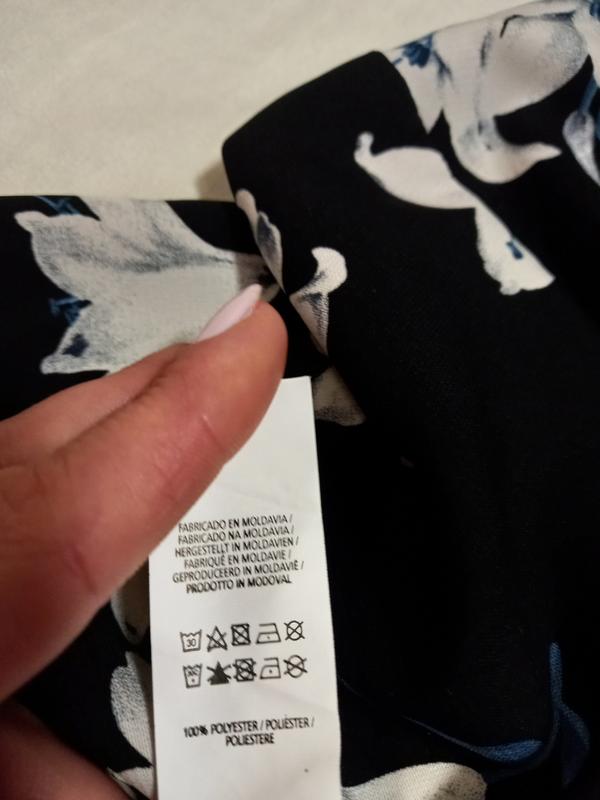 FABRICADO EN MOLDAVIA /
FABRICADO NA MOLDAVIA /
HERGESTELLT IN MOLDAVIEN /
FABRIQUÉ EN MOLDAVIE /
GEPRODUCEERD IN MOLDAVIË /
PRODOTTO IN MODOVAL
30
100% POLYESTER / POLIÉSTER /
POLIESTERE